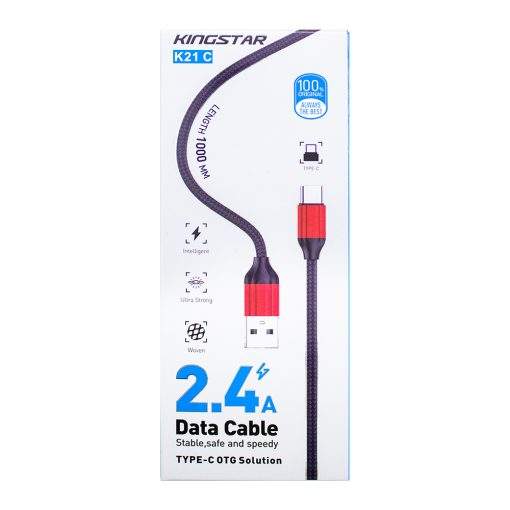 KINGSTAR
K21 C
LENGTH 1000 MM
100%
ORIGINAL
ALWAYS
THE BEST
TYPE-C
Intelligent
Ultra Strong
Woven
2.4A
Data Cable
Stable,safe and speedy
TYPE-C OTG Solution